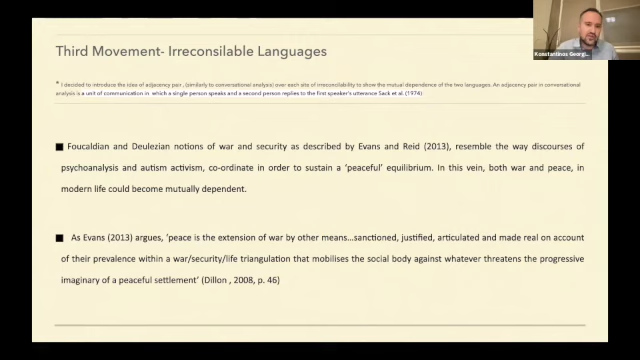 Konstantinos Georgi...
Third Movement- Irreconsilable Languages
* I decided to introduce the idea of adjacency pair , (similarly to conversational analysis) over each site of irreconcilability to show the mutual dependence of the two languages. An adjacency pair in conversational
analysis is a unit of communication in which a single person speaks and a second person replies to the first speaker's utterance Sack et al. (1974)
■ Foucaldian and Deulezian notions of war and security as described by Evans and Reid (2013), resemble the way discourses of
psychoanalysis and autism activism, co-ordinate in order to sustain a 'peaceful' equilibrium. In this vein, both war and peace, in
modern life could become mutually dependent.
■ As Evans (2013) argues, 'peace is the extension of war by other means...sanctioned, justified, articulated and made real on account
of their prevalence within a war/security/life triangulation that mobilises the social body against whatever threatens the progressive
imaginary of a peaceful settlement' (Dillon , 2008, p. 46)